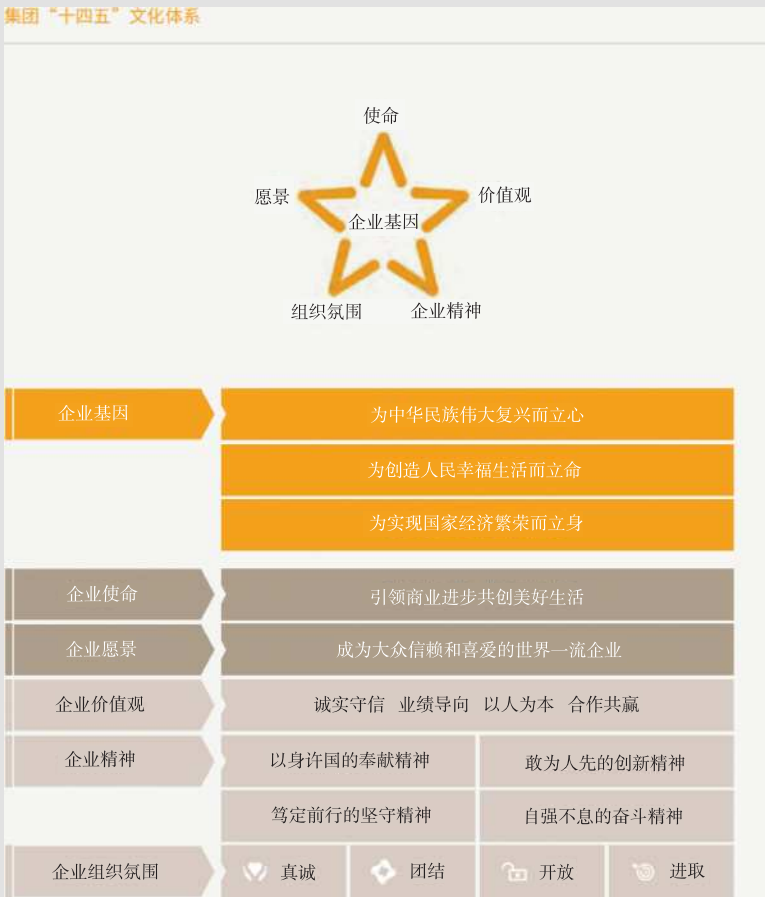 集团“十四五”文化体系
使命
愿景
价值观
企业基因
组织氛围
企业精神
企业基因
为中华民族伟大复兴而立心
为创造人民幸福生活而立命
为实现国家经济繁荣而立身
企业使命
引领商业进步共创美好生活
企业愿景
成为大众信赖和喜爱的世界一流企业
企业价值观
诚实守信 业绩导向 以人为本 合作共赢
企业精神
以身许国的奉献精神
敢为人先的创新精神
笃定前行的坚守精神
自强不息的奋斗精神
企业组织氛围
真诚
团结
开放
进取